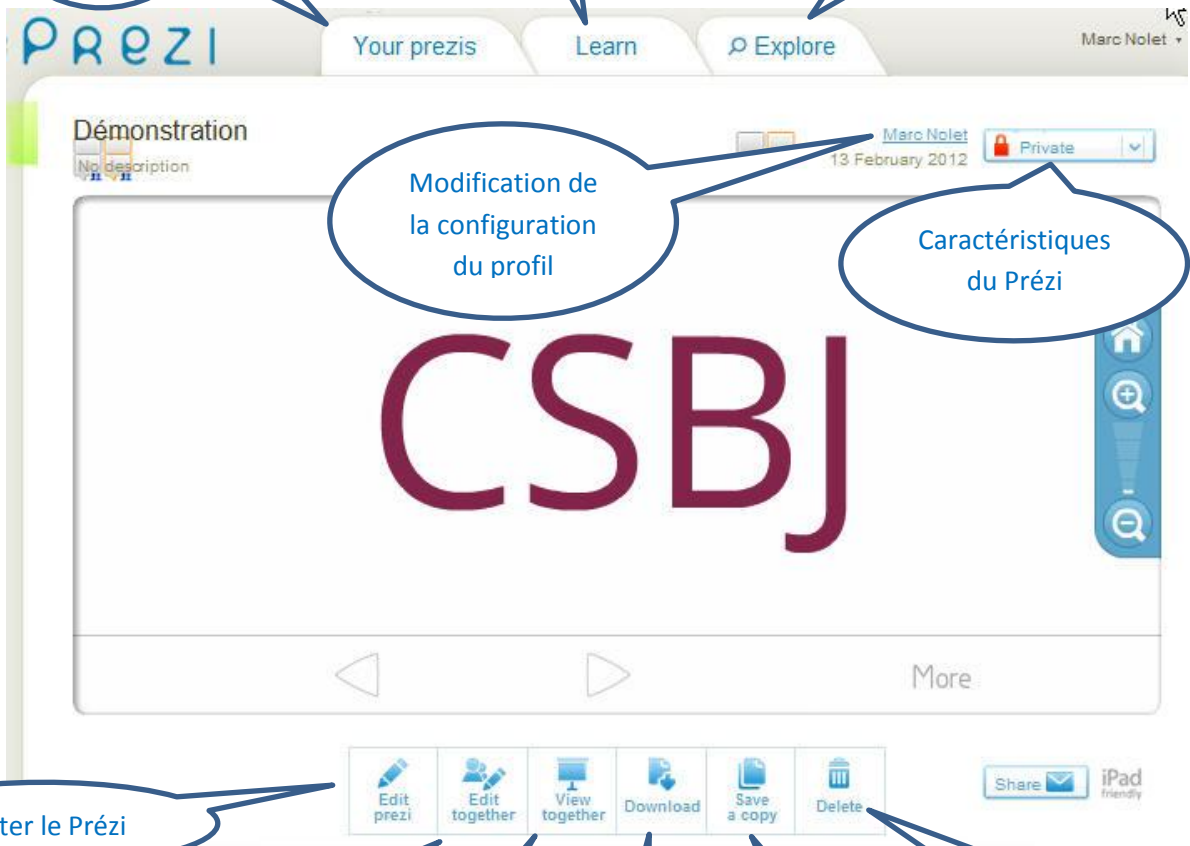 Prezi
Your prezis
Learn
Explore
Marc Nolet
Démonstration
No description
Marc Nolet
13 February 2012
Private
Modification de
la configuration
du profil
Caractéristiques
du Prézi
CSBJ
More
Edit
prezi
Edit
together
View
together
Download
Save
a copy
Delete
Share
iPad
friendly
ter le Prézi